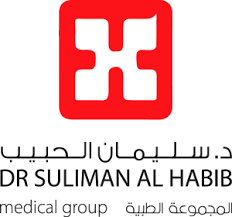 د. سليمان الحبيب
DR SULIMAN AL HABIB
medical group المجموعة الطبية